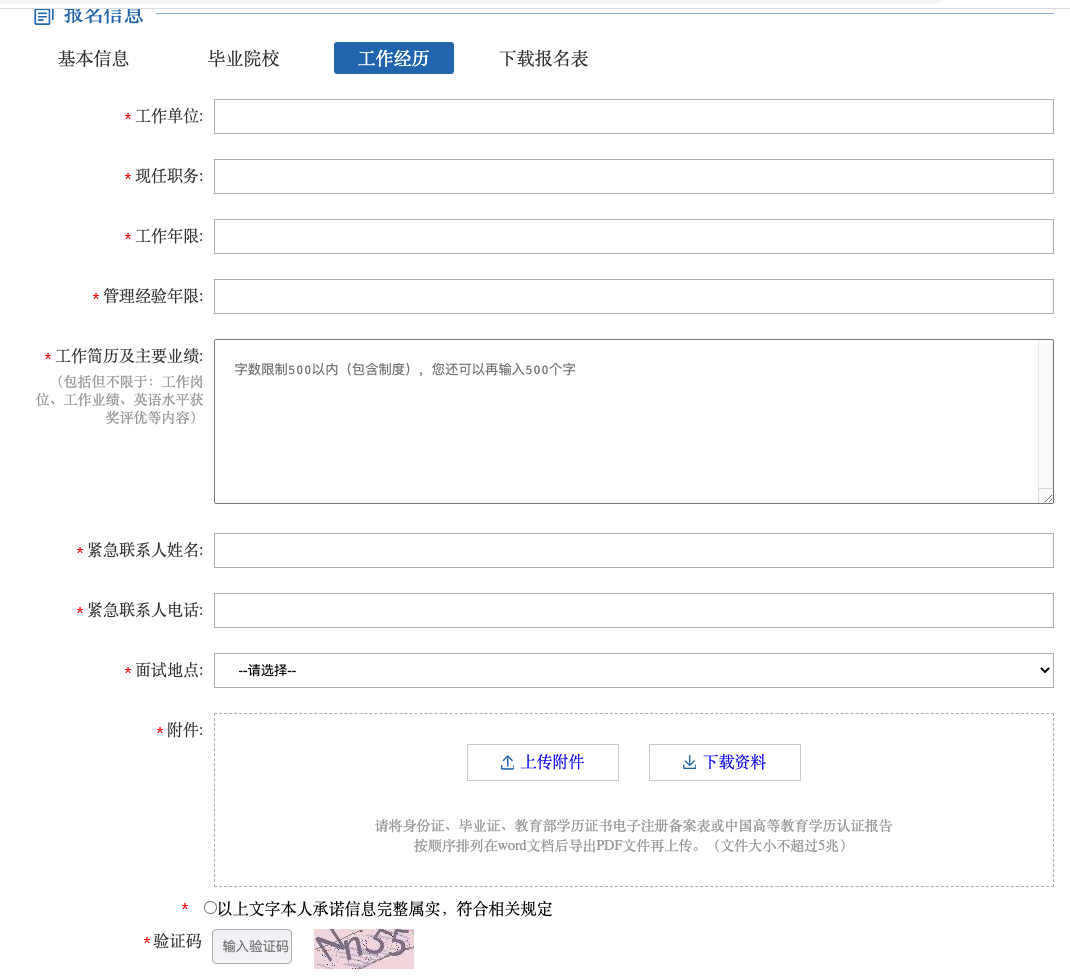 报名信息
基本信息 毕业院校 工作经历 下载报名表
* 工作单位:
* 现任职务:
* 工作年限:
* 管理经验年限:
* 工作简历及主要业绩:
（包括但不限于：工作岗
位、工作业绩、英语水平获
奖评优等内容）
字数限制500以内（包含制度），您还可以再输入500个字
* 紧急联系人姓名:
* 紧急联系人电话:
* 面试地点:
--请选择--
* 附件:
上传附件 下载资料
请将身份证、毕业证、教育部学历证书电子注册备案表或中国高等教育学历认证报告
按顺序排列在word文档后导出PDF文件再上传。（文件大小不超过5兆）
* 以上文字本人承诺信息完整属实，符合相关规定
* 验证码 输入验证码 Nn55